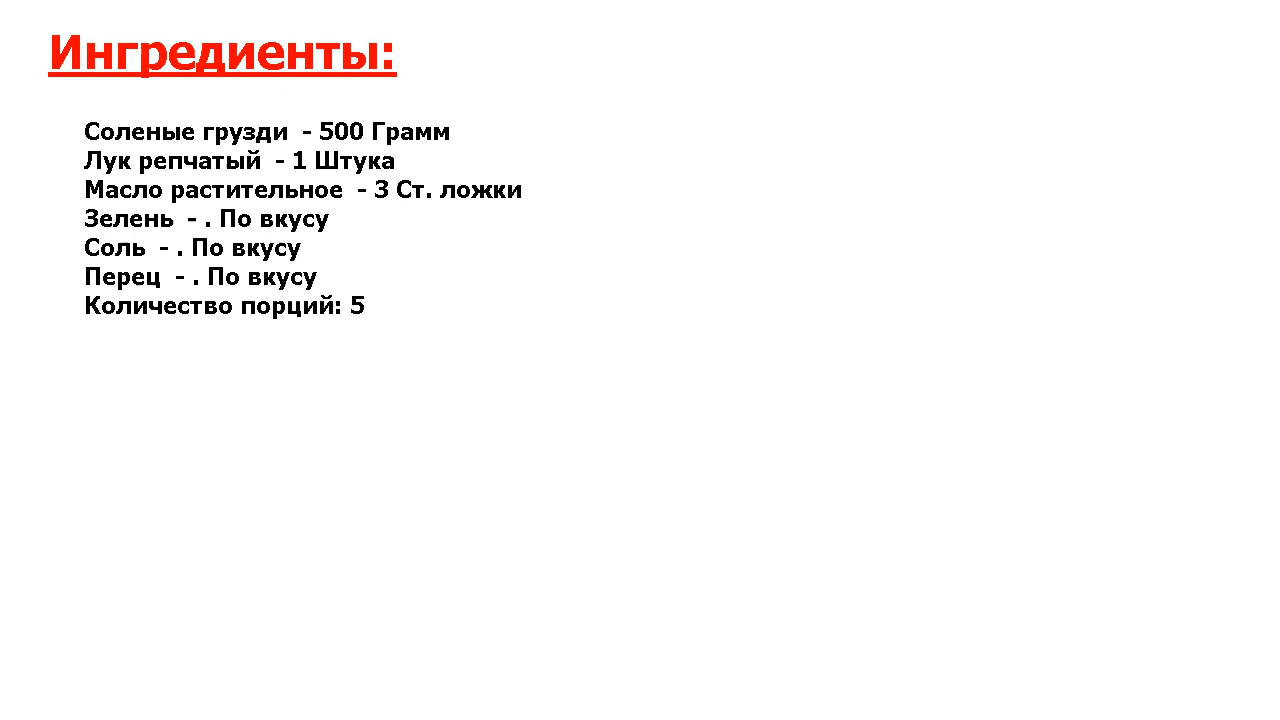 Ингредиенты:
Соленые грузди  - 500 Грамм
Лук репчатый  - 1 Штука
Масло растительное  - 3 Ст. ложки
Зелень  - . По вкусу
Соль  - . По вкусу
Перец  - . По вкусу
Количество порций: 5